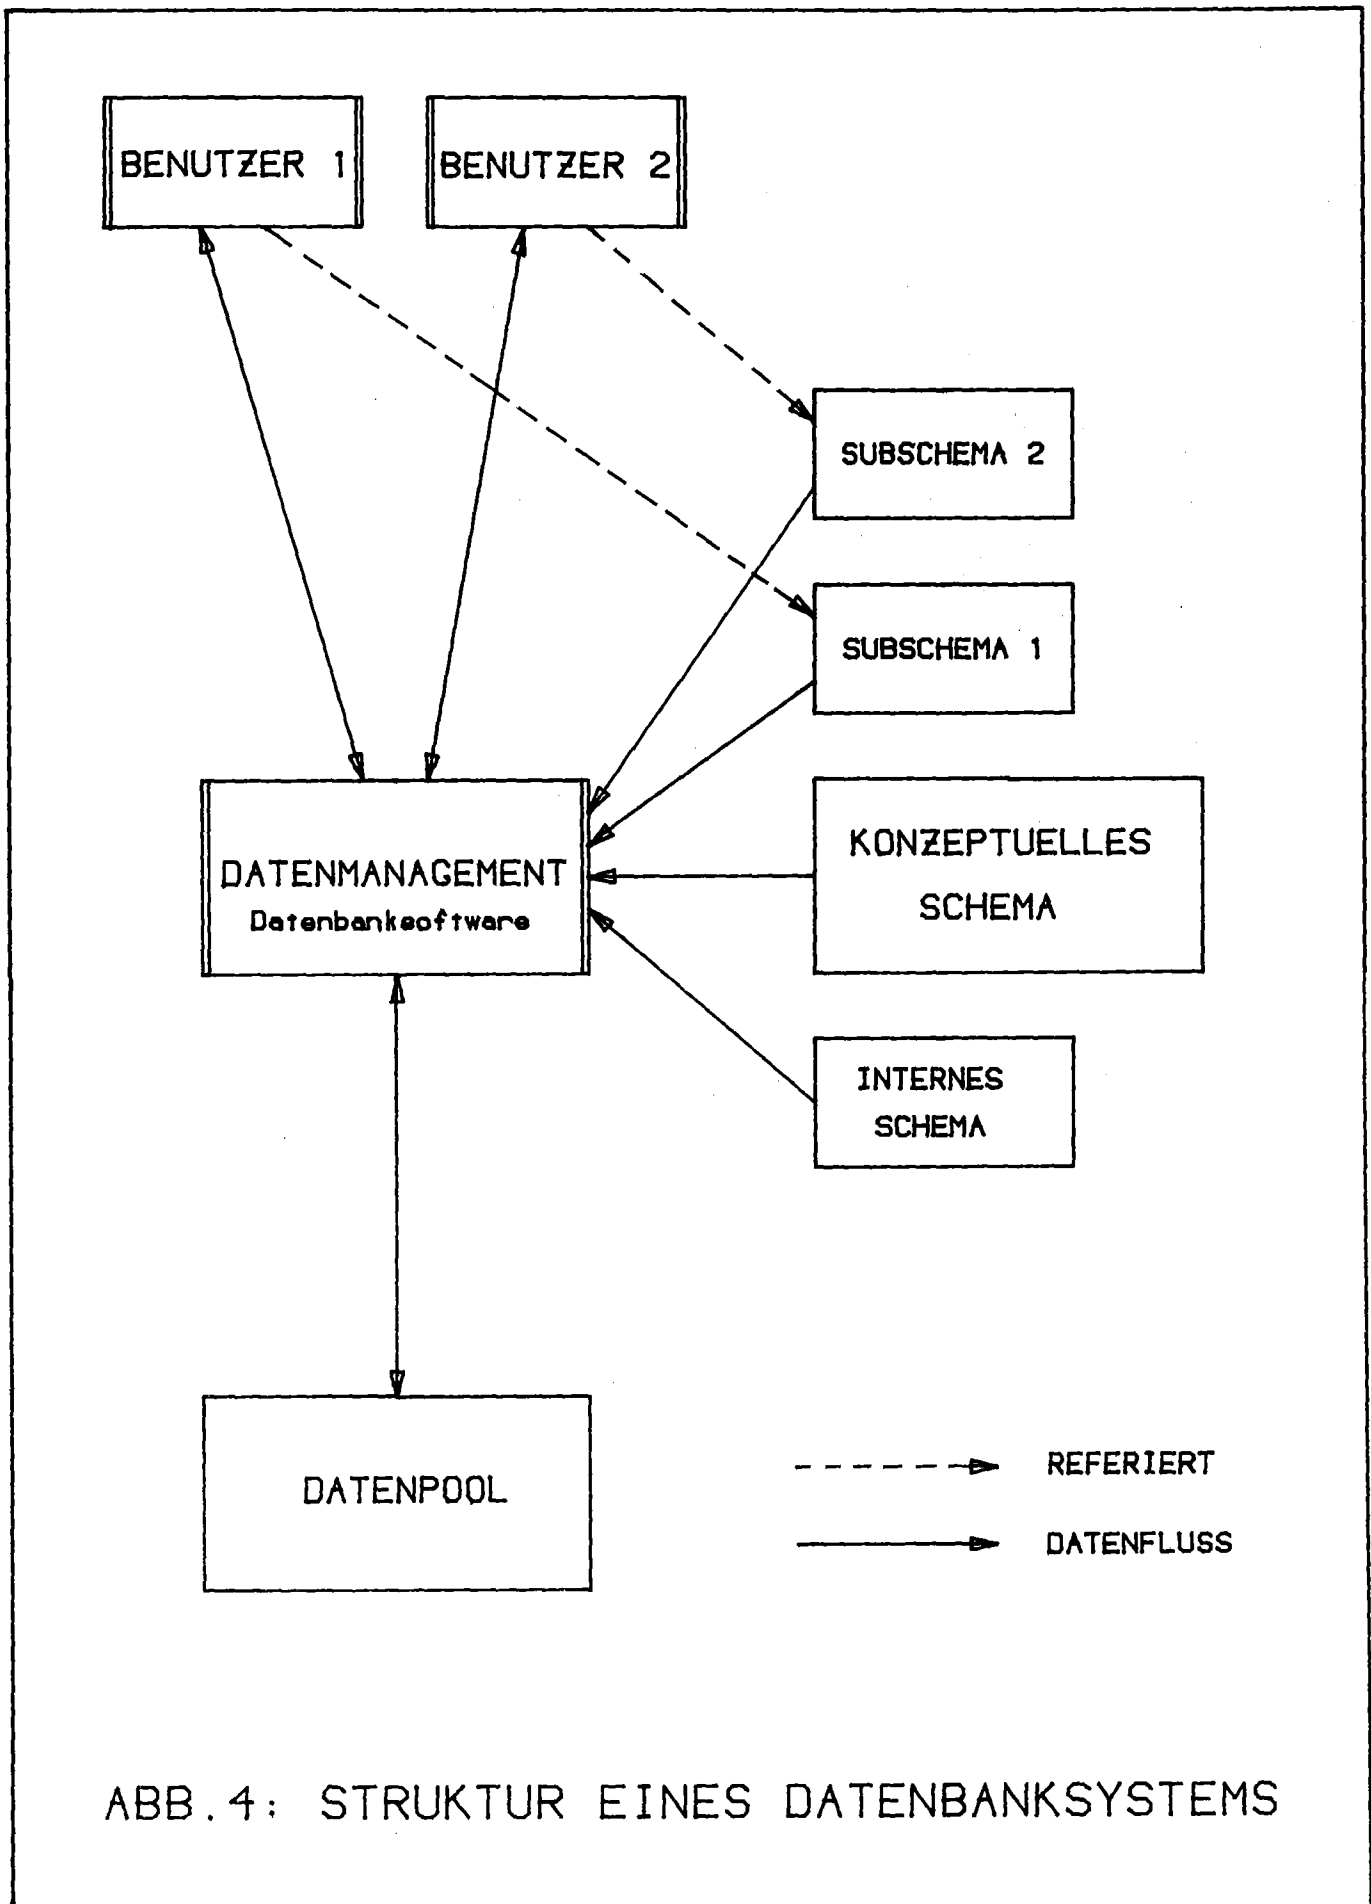 BENUTZER 1
BENUTZER 2
SUBSCHEMA 2
SUBSCHEMA 1
KONZEPTUELLES
SCHEMA
DATENMANAGEMENT
Datenbanksoftware
INTERNES
SCHEMA
DATENPOOL
REFERIERT
DATENFLUSS
ABB.4: STRUKTUR EINES DATENBANKSYSTEMS